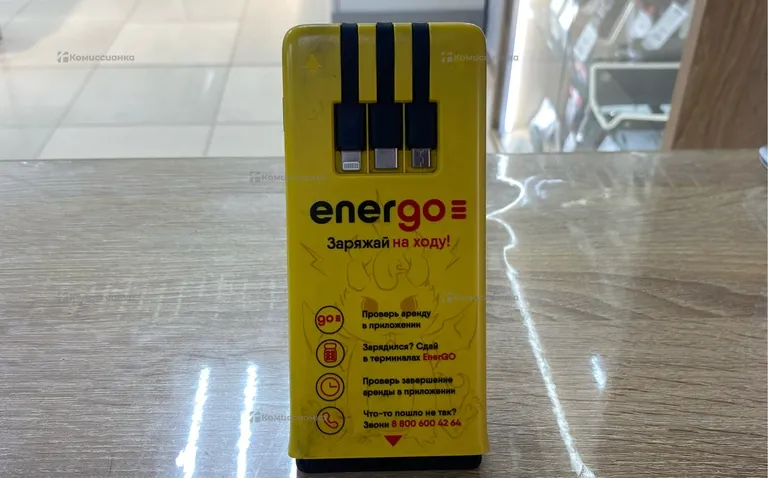 Комиссионка
Комиссионка
Комиссионка
energo
Заряжай на ходу!
Комиссионка
go
Проверь аренду
в приложении
Зарядился? Сдай
в терминалах EnerGO
Проверь завершение
аренды в приложении
Что-то пошло не так?
Звони 8 800 600 42 64
Комиссионка